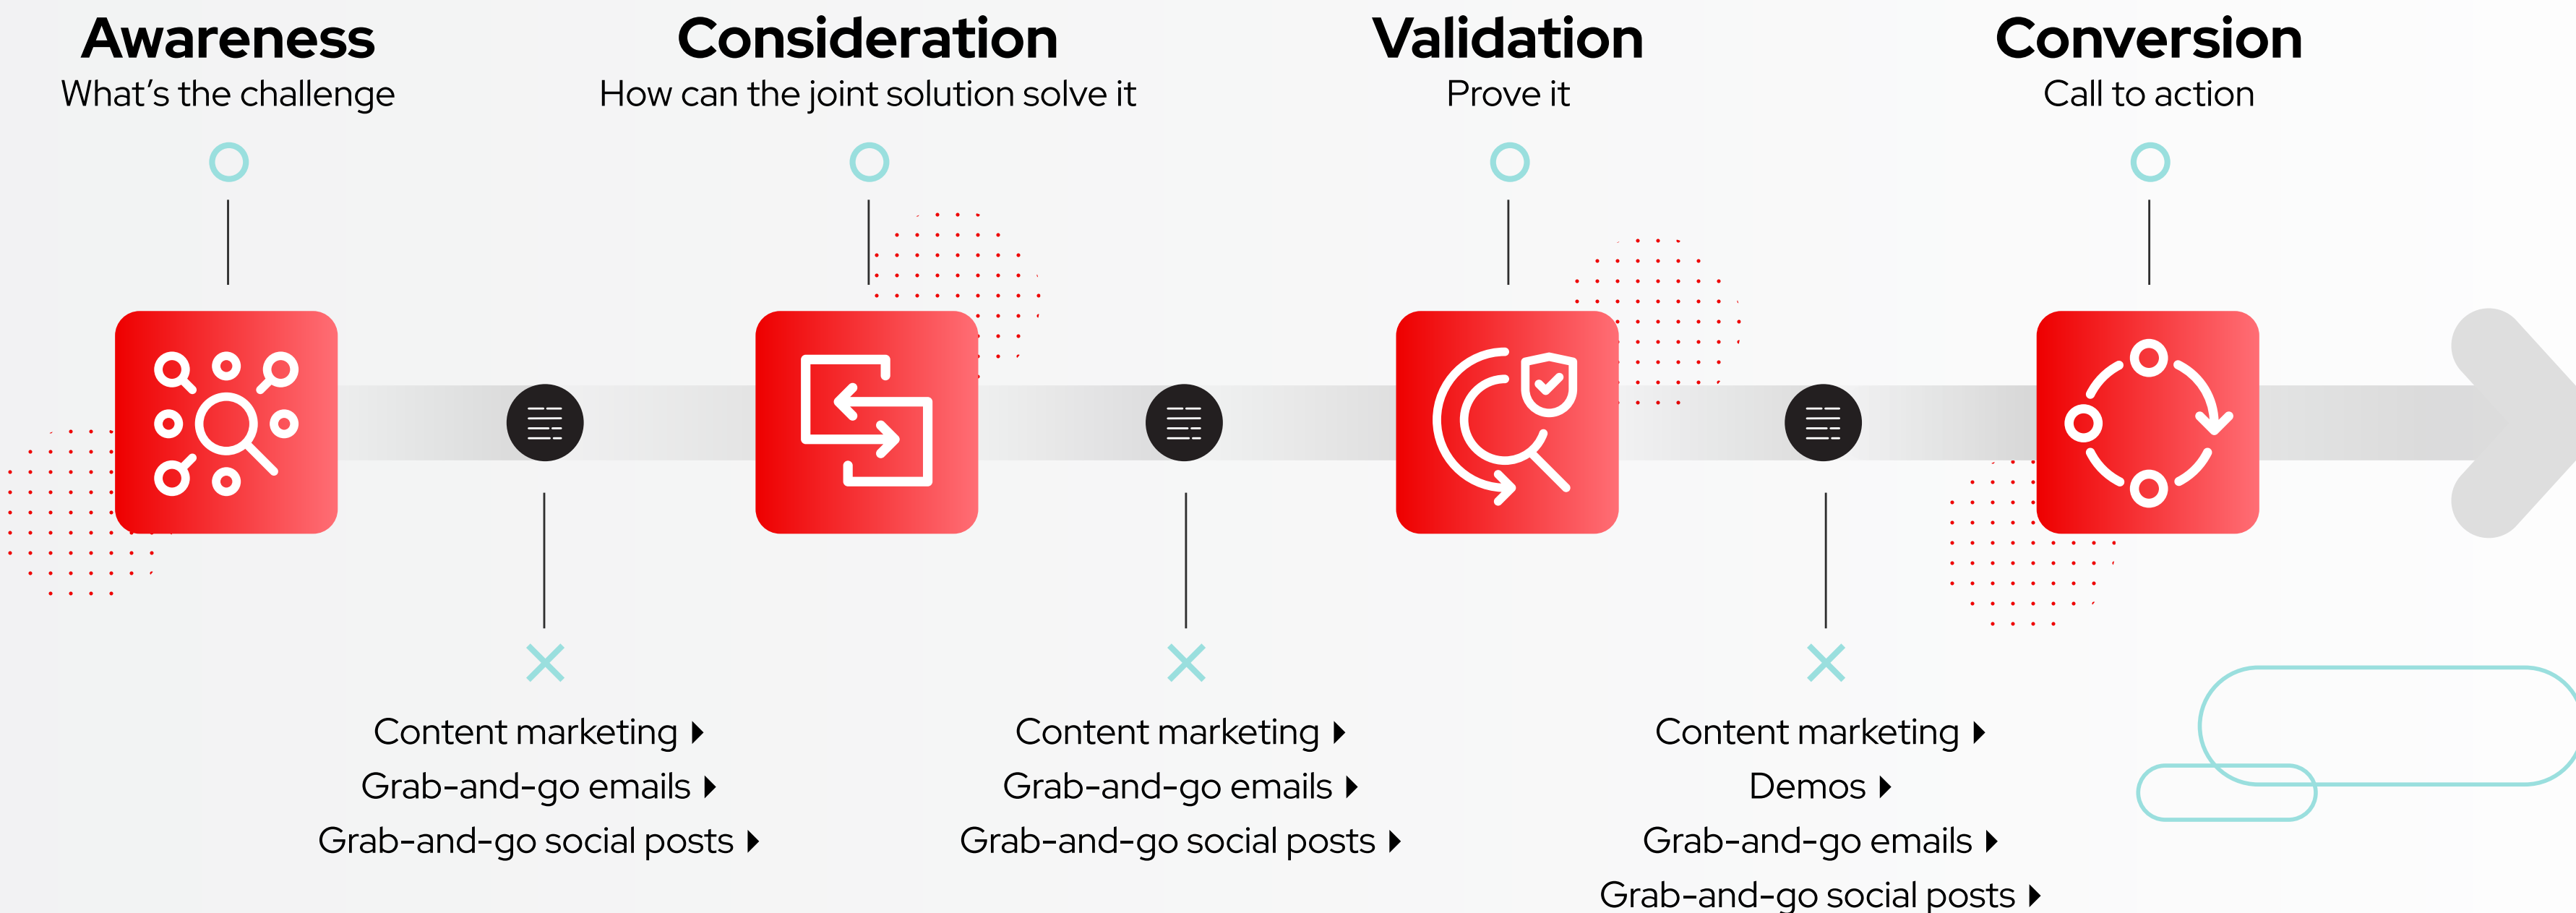 Awareness
What's the challenge
Consideration
How can the joint solution solve it
Validation
Prove it
Conversion
Call to action
Content marketing
Grab-and-go emails
Grab-and-go social posts
Content marketing
Grab-and-go emails
Grab-and-go social posts
Content marketing
Demos
Grab-and-go emails
Grab-and-go social posts